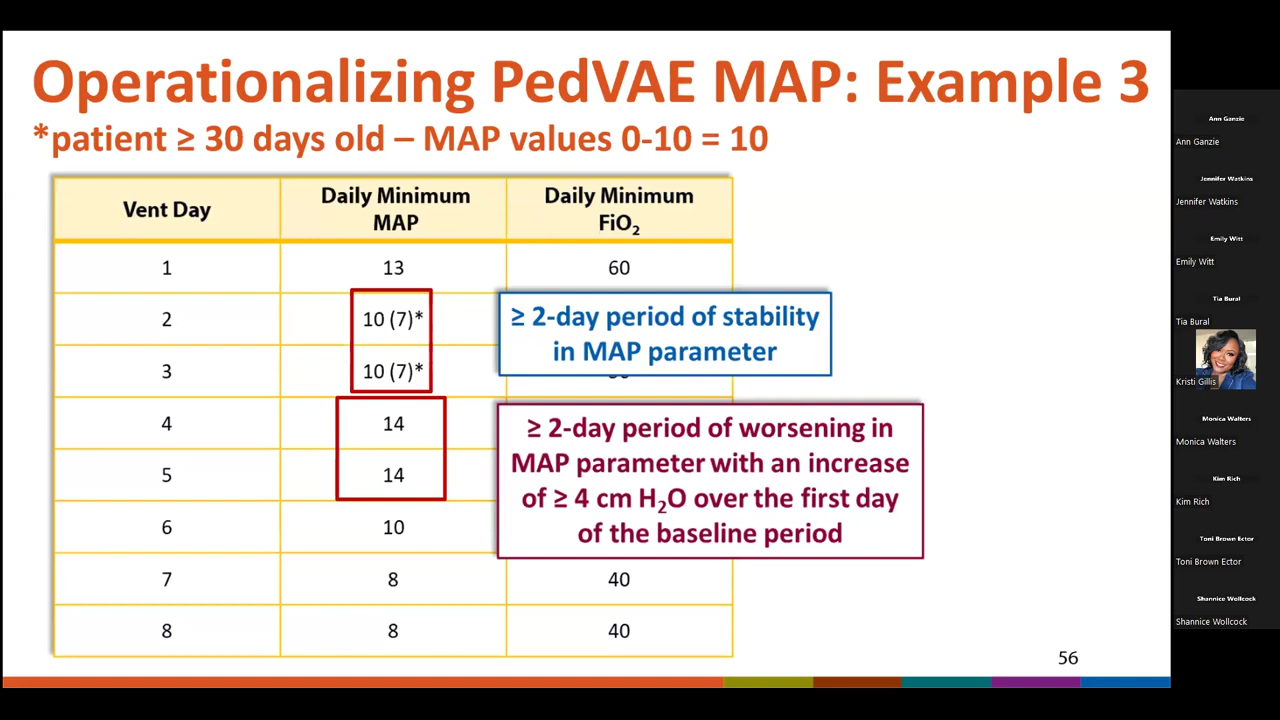 Operationalizing PedVAE MAP: Example 3
*patient ≥ 30 days old – MAP values 0-10 = 10
Vent Day
Daily Minimum
MAP
Daily Minimum
FiO2
1 13 60
2 10 (7)*
3 10 (7)*
≥ 2-day period of stability
in MAP parameter
4 14
5 14
6 10
≥ 2-day period of worsening in
MAP parameter with an increase
of ≥ 4 cm H2O over the first day
of the baseline period
7 8 40
8 8 40
56
Ann Ganzie
Ann Ganzie
Jennifer Watkins
Jennifer Watkins
Emily Witt
Emily Witt
Tia Bural
Tia Bural
Kristi Gillis
Monica Walters
Monica Walters
Kim Rich
Kim Rich
Toni Brown Ector
Toni Brown Ector
Shannice Wollcock
Shannice Wollcock